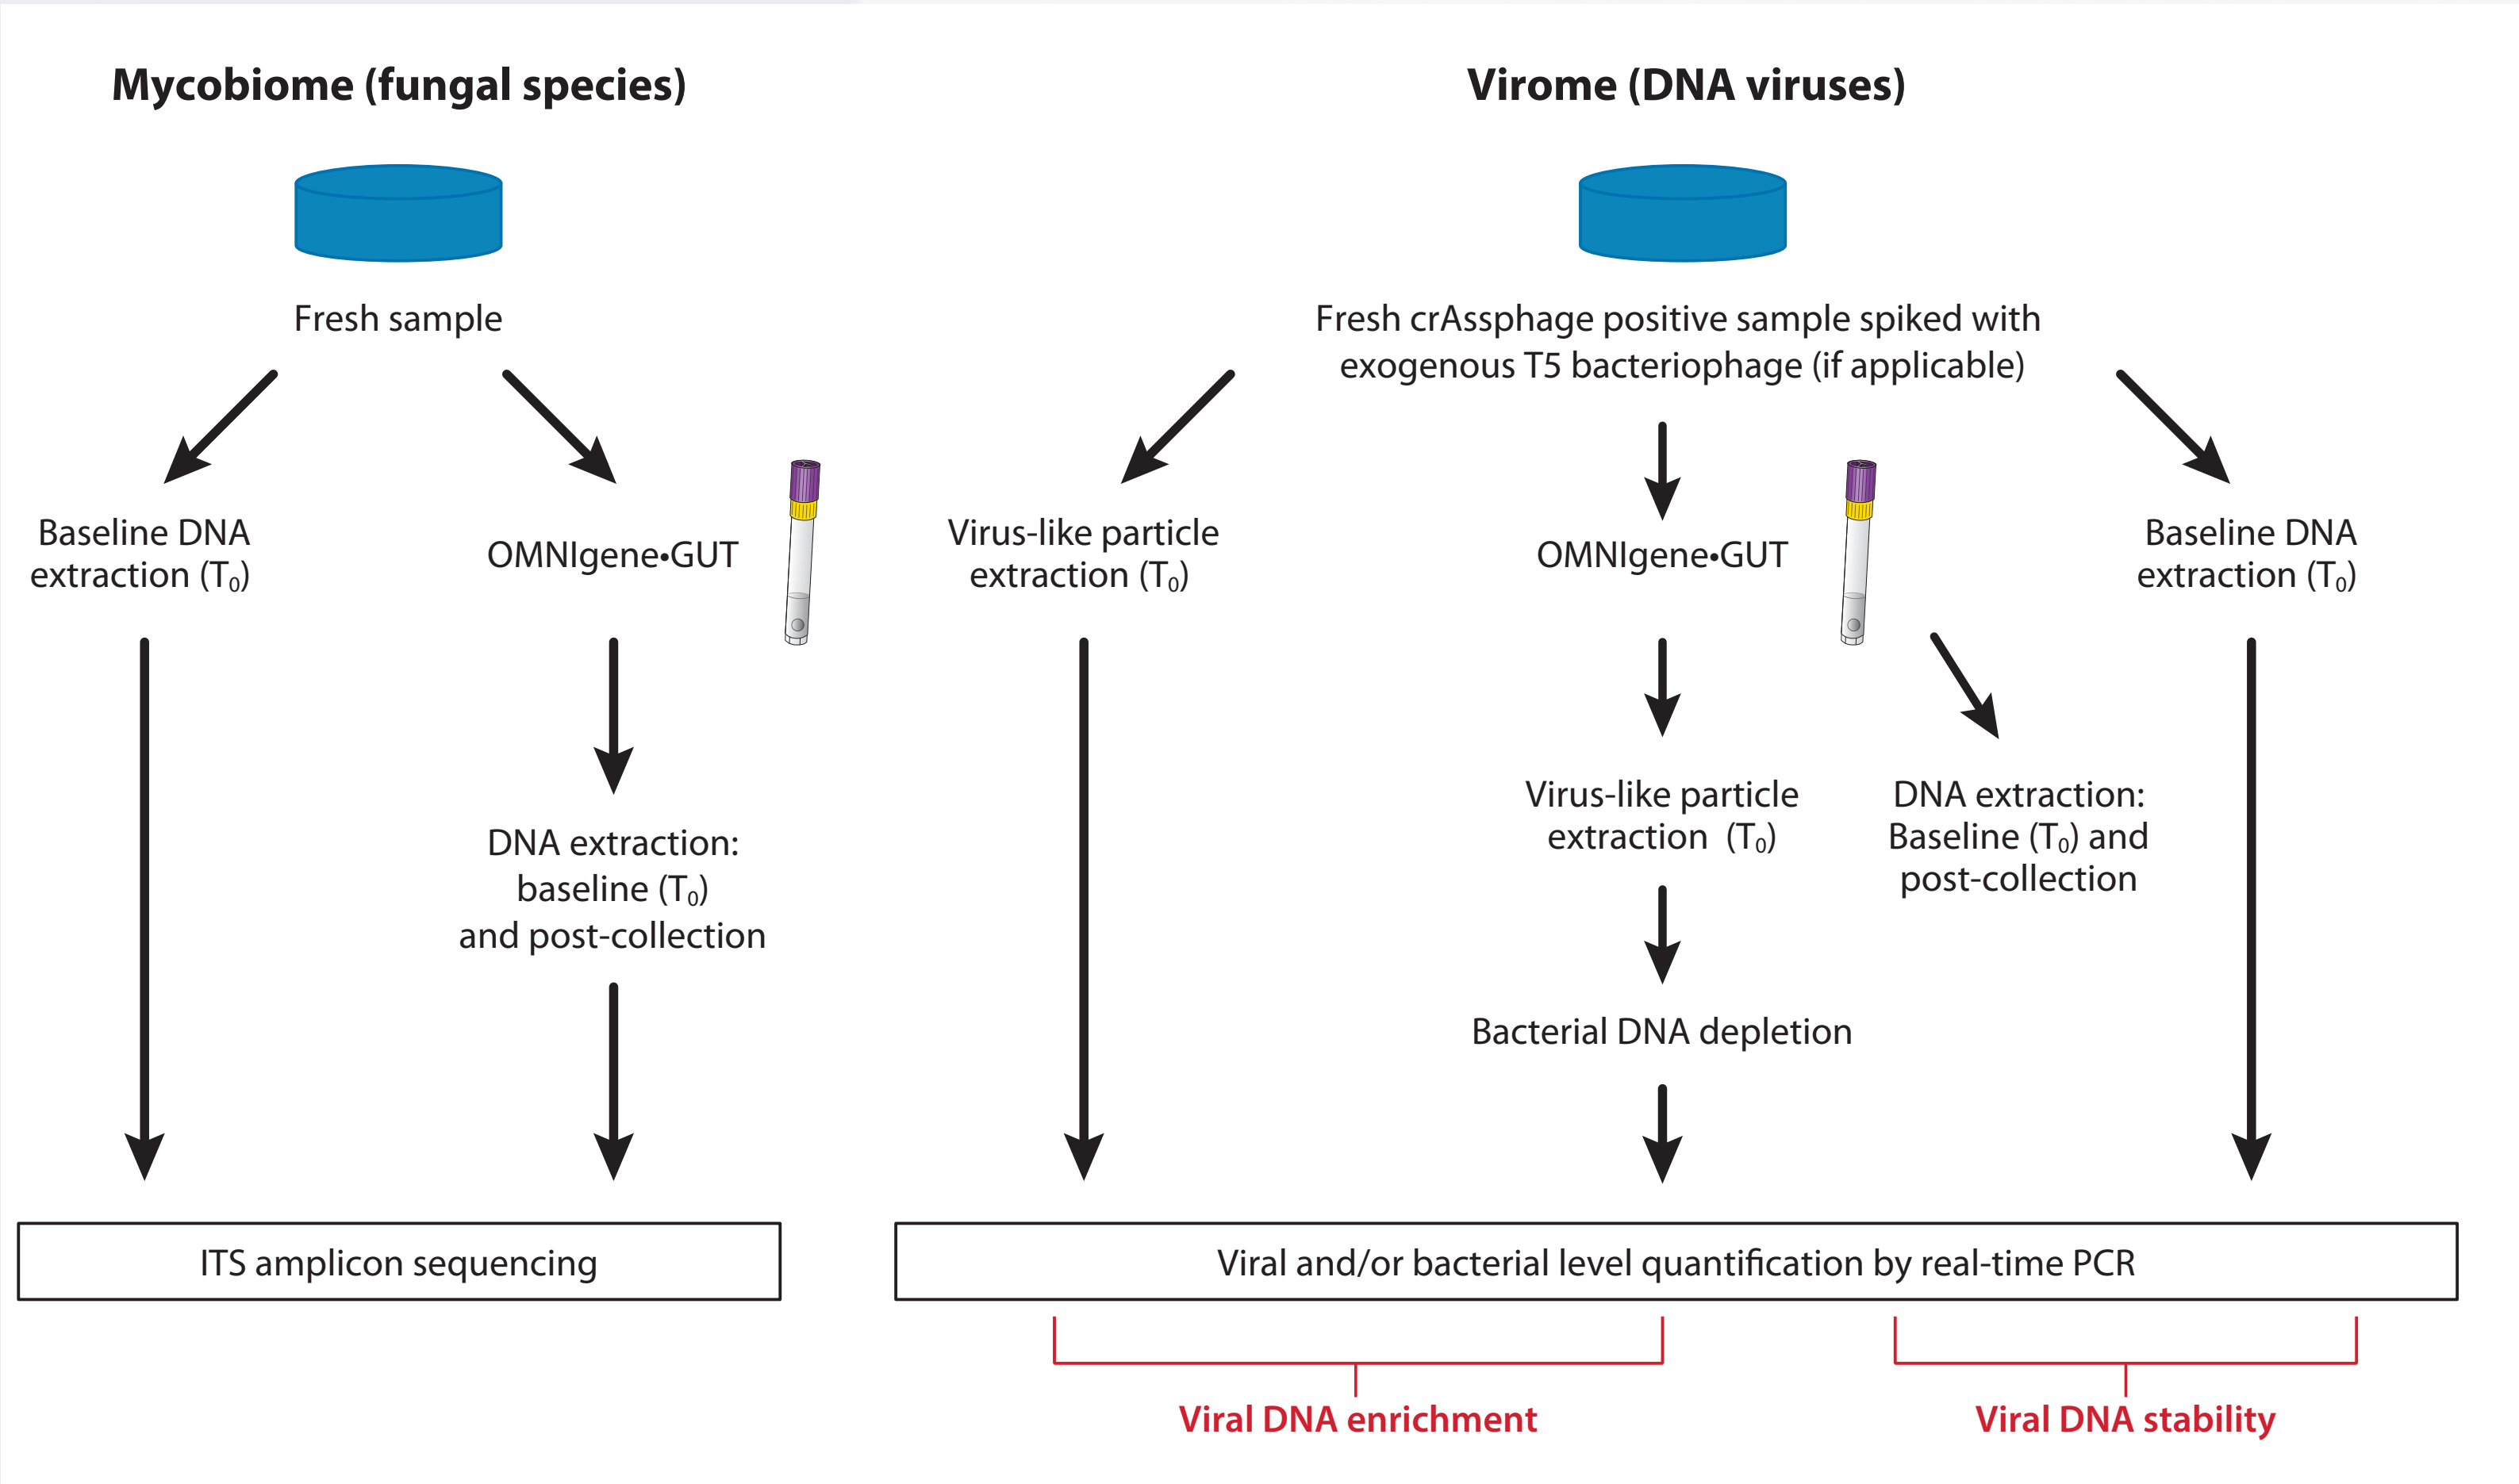 Mycobiome (fungal species)
Fresh sample
Baseline DNA
extraction (T₀)
OMNIgene•GUT
DNA extraction:
baseline (T₀)
and post-collection
ITS amplicon sequencing
Virome (DNA viruses)
Fresh crAssphage positive sample spiked with
exogenous T5 bacteriophage (if applicable)
Virus-like particle
extraction (T₀)
OMNIgene•GUT
Baseline DNA
extraction (T₀)
Virus-like particle
extraction (T₀)
DNA extraction:
Baseline (T₀) and
post-collection
Bacterial DNA depletion
Viral and/or bacterial level quantification by real-time PCR
Viral DNA enrichment
Viral DNA stability